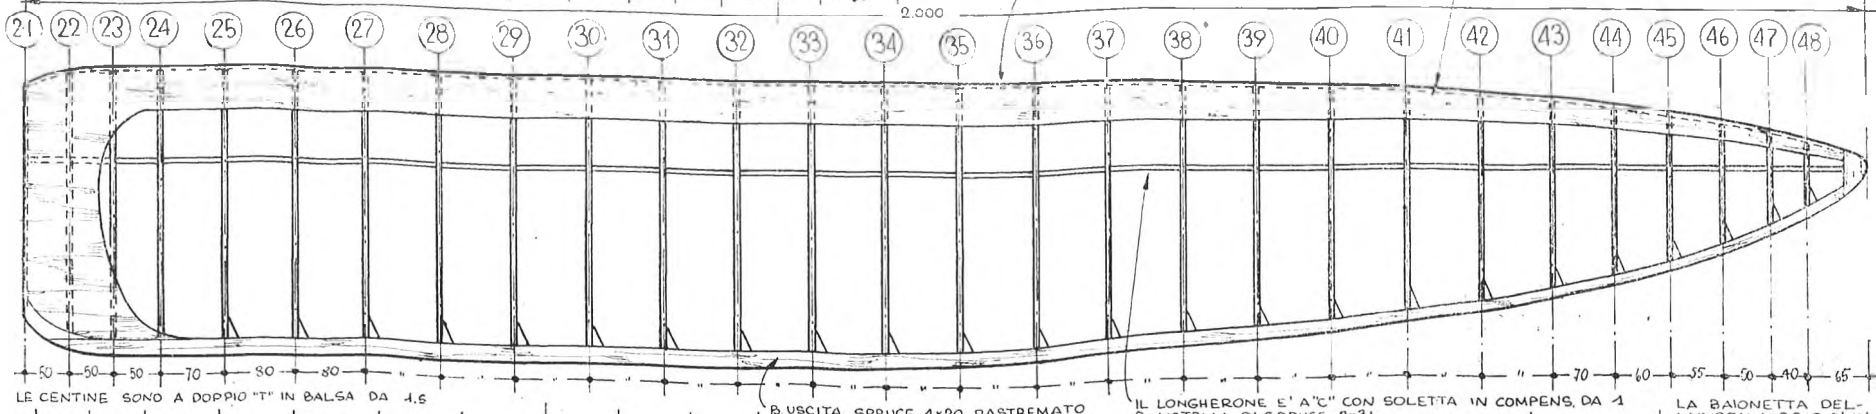 2.000
21 22 23 24 25 26 27 28 29 30 31 32 33 34 35 36 37 38 39 40 41 42 43 44 45 46 47 48
50 50 50 70 80 80 " " " " " " " " " " " " " " " 70 60 55 50 40 65
LE CENTINE SONO A DOPPIO "T" IN BALSA DA 1.5
B. USCITA SPRUCE 4x20 RASTREMATO
IL LONGHERONE E' A "C" CON SOLETTA IN COMPENS. DA 1
LA BAIONETTA DEL-